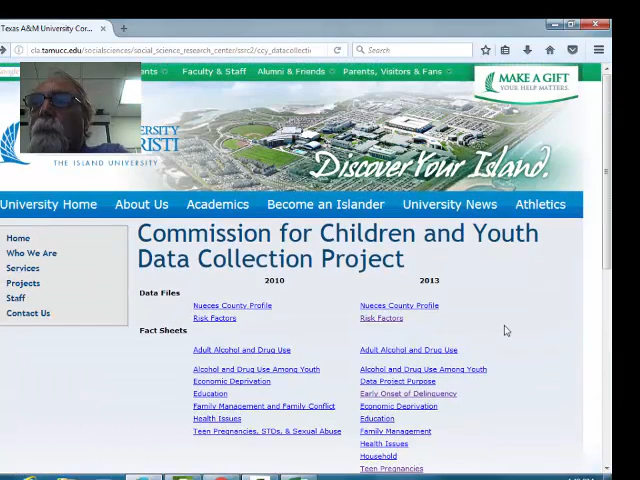 Texas A&M University Cor...
cla.tamucc.edu/socialsciences/social_science_research_center/ssrc2/ccy_datacollecti
Search
ents
Faculty & Staff
Alumni & Friends
Parents, Visitors & Fans
MAKE A GIFT
YOUR HELP MATTERS.
ERSITY
RISTI
THE ISLAND UNIVERSITY
Discover Your Island.
University Home
About Us
Academics
Become an Islander
University News
Athletics
Home
Who We Are
Services
Projects
Staff
Contact Us
Commission for Children and Youth
Data Collection Project
2010 2013
Data Files
Nueces County Profile Nueces County Profile
Risk Factors Risk Factors
Fact Sheets
Adult Alcohol and Drug Use Adult Alcohol and Drug Use
Alcohol and Drug Use Among Youth Alcohol and Drug Use Among Youth
Economic Deprivation Data Project Purpose
Education Early Onset of Delinquency
Family Management and Family Conflict Economic Deprivation
Health Issues Education
Teen Pregnancies, STDs, & Sexual Abuse Family Management
Health Issues
Household
Teen Pregnancies